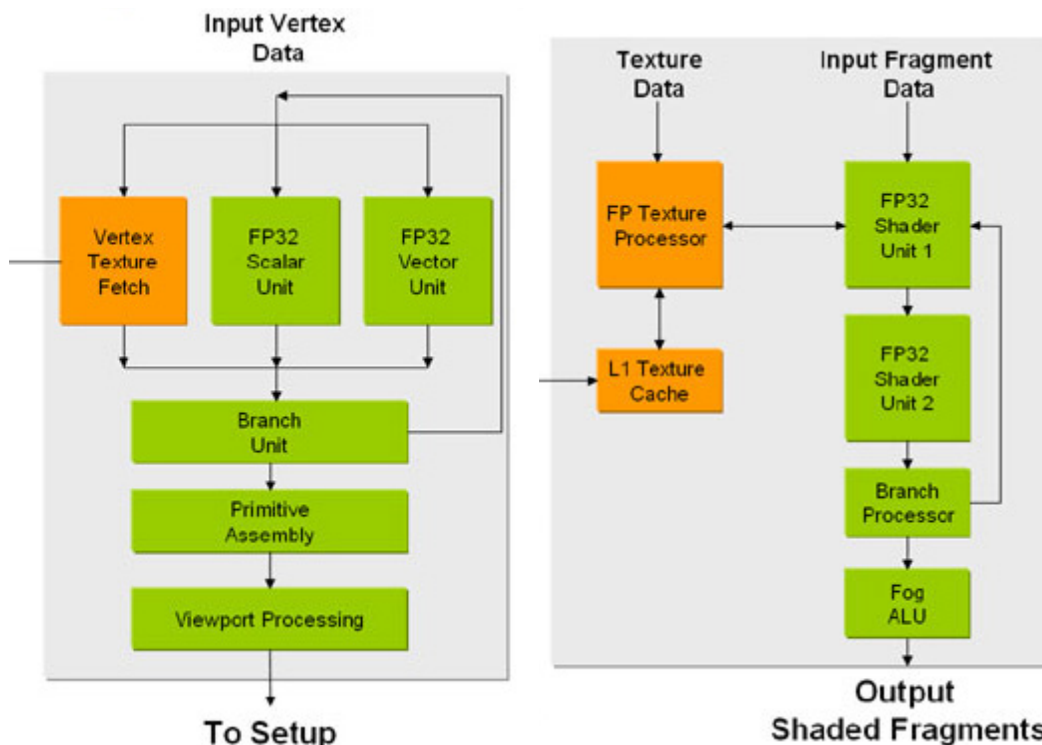 Input Vertex
Data
Vertex
Texture
Fetch
FP32
Scalar
Unit
FP32
Vector
Unit
Branch
Unit
Primitive
Assembly
Viewport Processing
To Setup
Texture
Data
Input Fragment
Data
FP Texture
Processor
FP32
Shader
Unit 1
L1 Texture
Cache
FP32
Shader
Unit 2
Branch
Processor
Fog
ALU
Output
Shaded Fragments